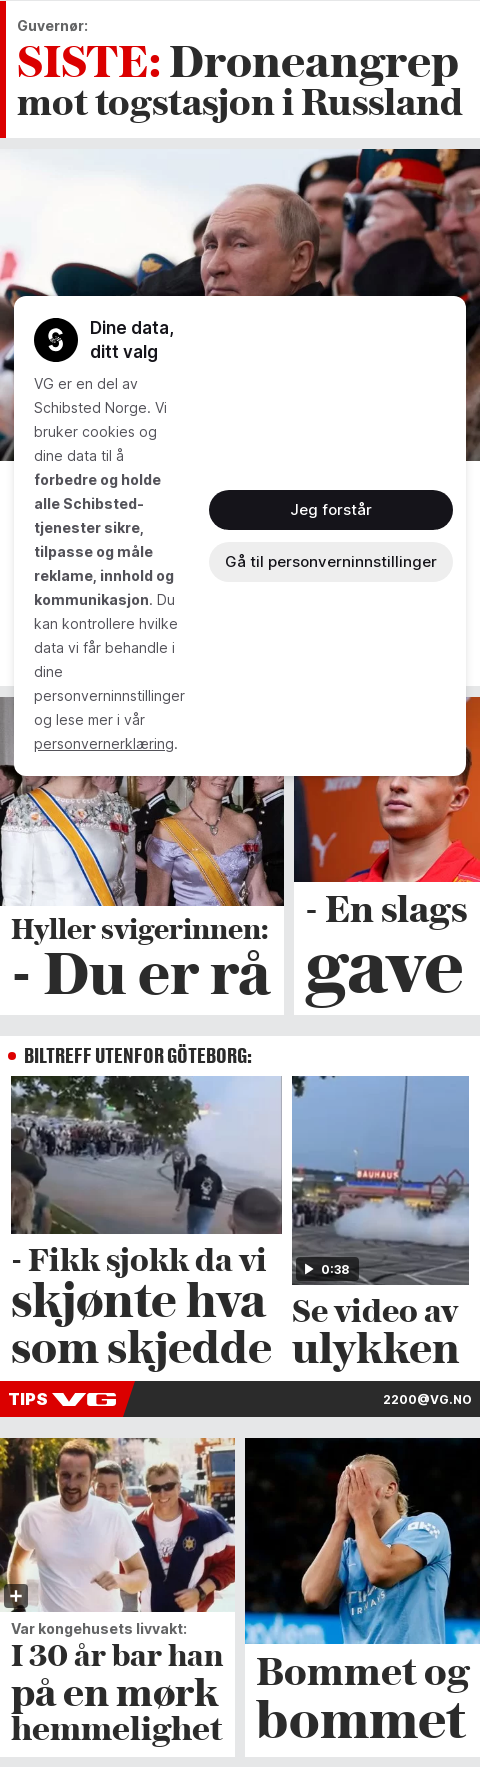 Guvernør:
SISTE: Droneangrep
mot togstasjon i Russland
Dine data,
ditt valg
VG er en del av
Schibsted Norge. Vi
bruker cookies og
dine data til å
forbedre og holde
alle Schibsted-
tjenester sikre,
tilpasse og måle
reklame, innhold og
kommunikasjon. Du
kan kontrollere hvilke
data vi får behandle i
dine
personverninnstillinger
og lese mer i vår
personvernerklæring.
Jeg forstår
Gå til personverninnstillinger
Hyller svigerinnen:
- Du er rå
- En slags
gave
BILTREFF UTENFOR GÖTEBORG:
BAUHAUS
0:38
- Fikk sjokk da vi
skjønte hva
som skjedde
Se video av
ulykken
TIPS VG
2200@VG.NO
Var kongehusets livvakt:
I 30 år bar han
på en mørk
hemmelighet
Bommet og
bommet